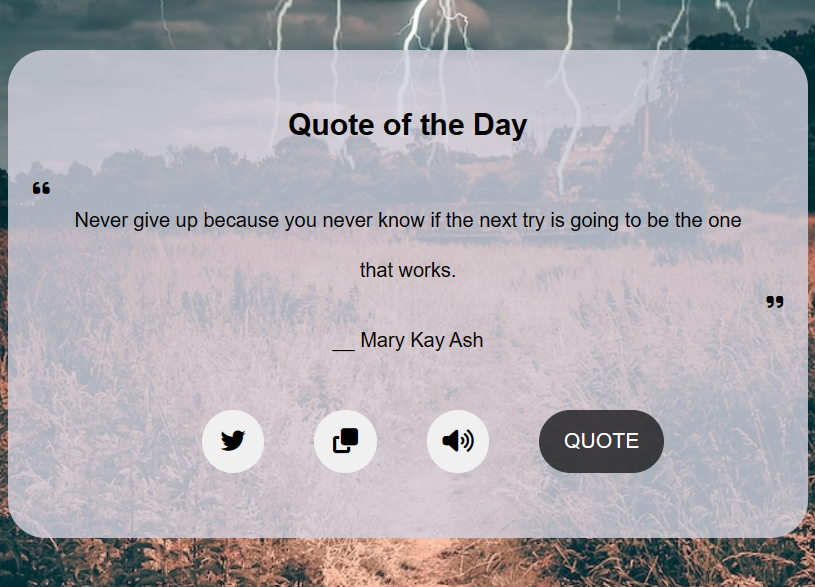 Quote of the Day
“
Never give up because you never know if the next try is going to be the one
that works.
”
__ Mary Kay Ash
QUOTE